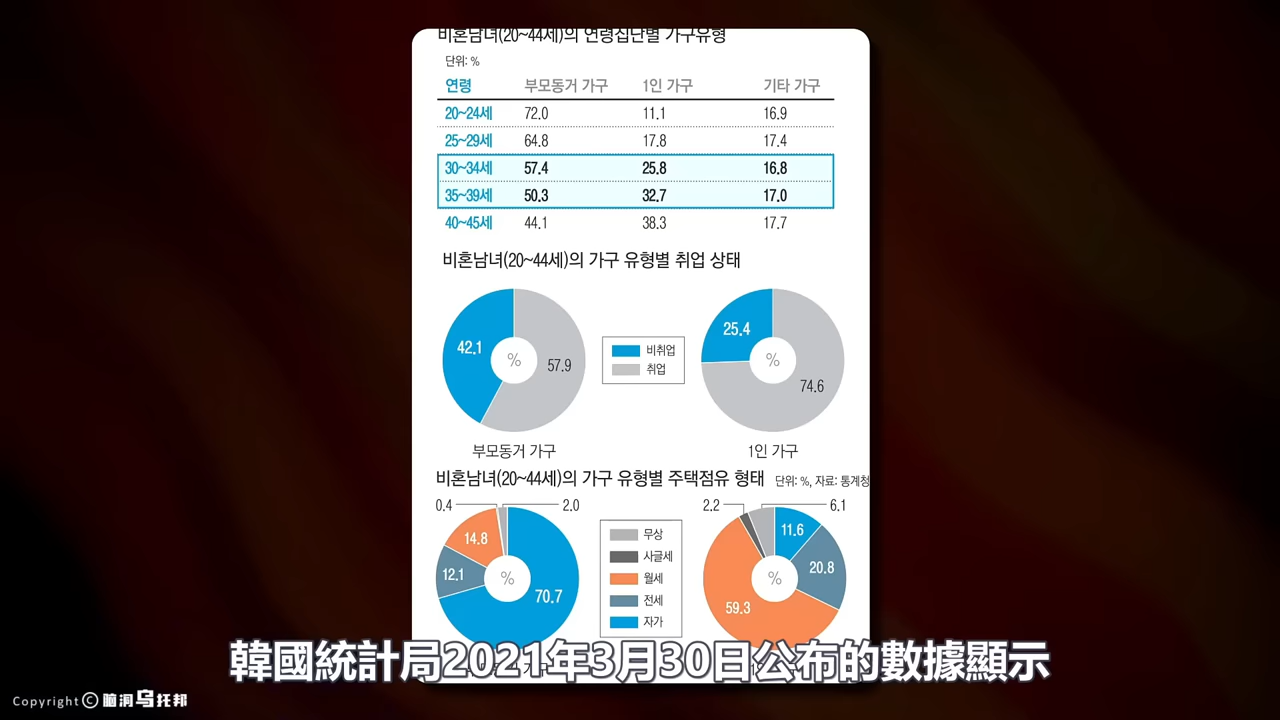 비혼남녀(20~44세)의 연령집단별 가구유형
단위: %
연령 부모동거 가구 1인 가구 기타 가구
20~24세 72.0 11.1 16.9
25~29세 64.8 17.8 17.4
30~34세 57.4 25.8 16.8
35~39세 50.3 32.7 17.0
40~45세 44.1 38.3 17.7
비혼남녀(20~44세)의 가구 유형별 취업 상태
42.1 % 57.9
비취업
취업
25.4 % 74.6
부모동거 가구 1인 가구
비혼남녀(20~44세)의 가구 유형별 주택점유 형태 단위: %, 자료: 통계청
0.4 2.0
14.8
12.1 %
70.7
무상
사글세
월세
전세
자가
2.2 6.1
11.6
% 20.8
59.3
韓國統計局2021年3月30日公布的數據顯示
Copyright © 脑洞乌托邦